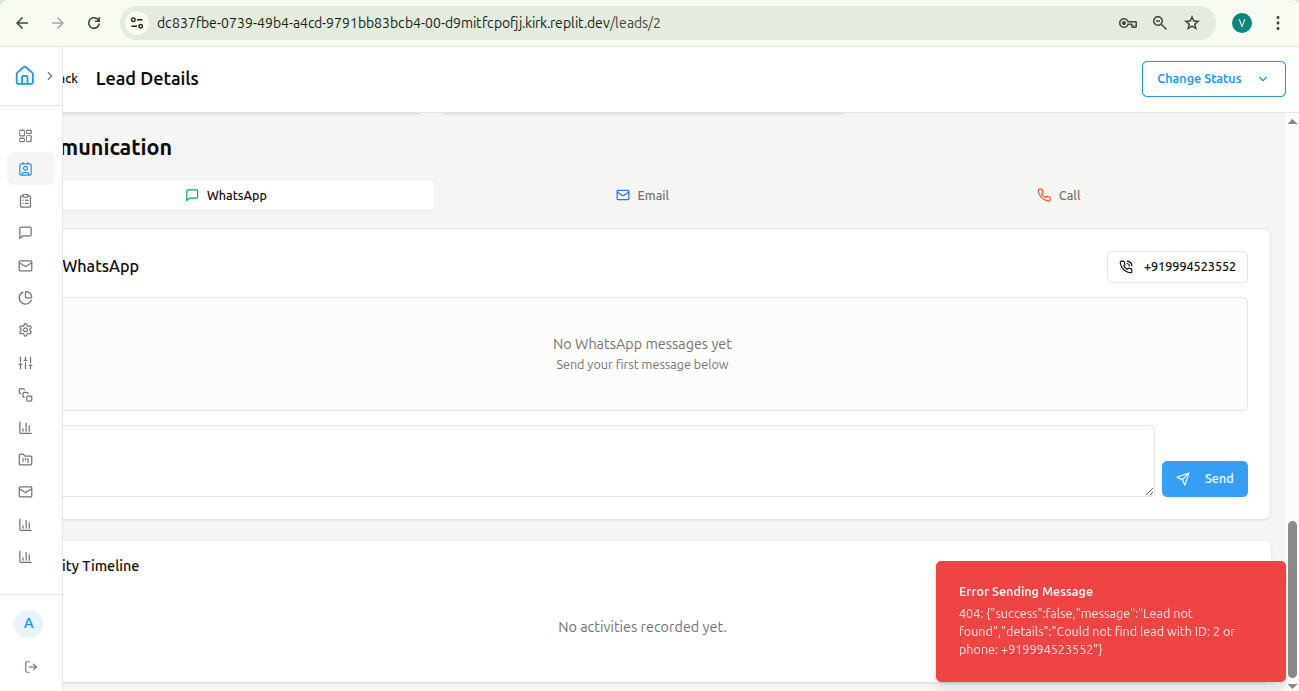 dc837fbe-0739-49b4-a4cd-9791bb83bcb4-00-d9mitfcpofjj.kirk.replit.dev/leads/2
V
ack
Lead Details
Change Status
munication
WhatsApp
Email
Call
WhatsApp
+919994523552
No WhatsApp messages yet
Send your first message below
Send
ity Timeline
No activities recorded yet.
Error Sending Message
404: {"success":false,"message":"Lead not
found","details":"Could not find lead with ID: 2 or
phone: +919994523552"}
A